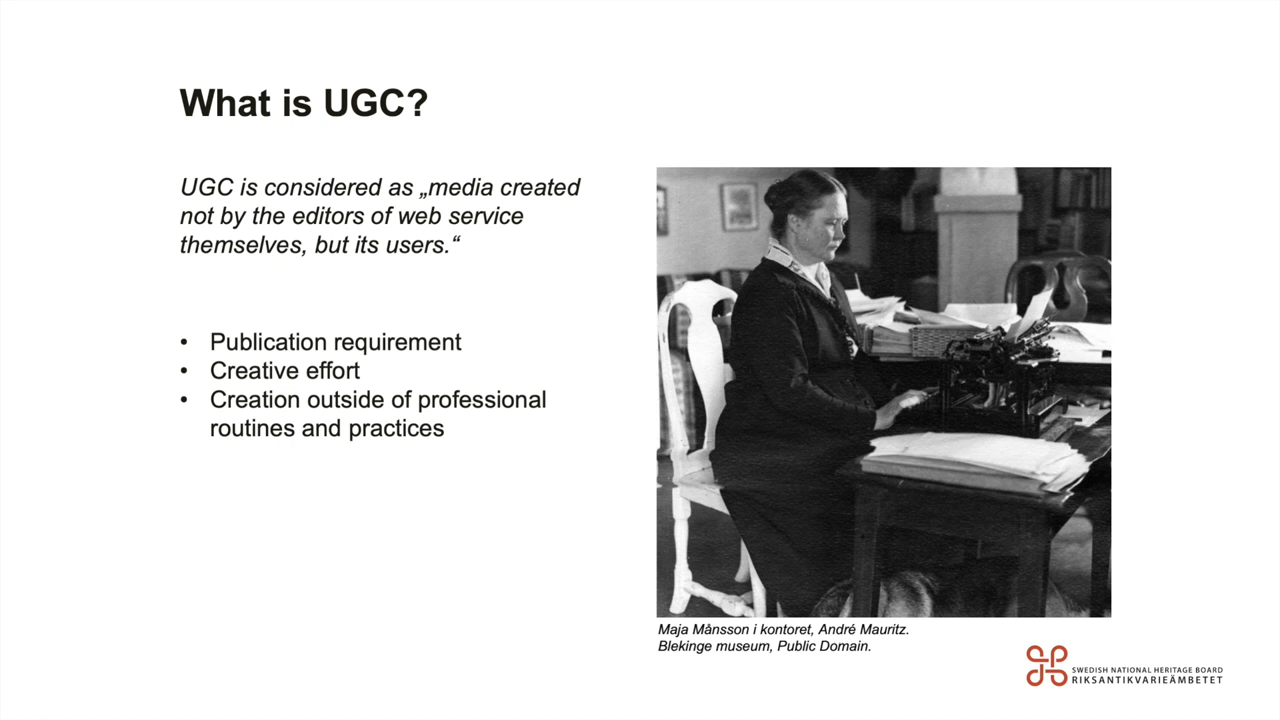 What is UGC?
UGC is considered as „media created
not by the editors of web service
themselves, but its users.“
• Publication requirement
• Creative effort
• Creation outside of professional
routines and practices
Maja Månsson i kontoret, André Mauritz.
Blekinge museum, Public Domain.
SWEDISH NATIONAL HERITAGE BOARD
RIKSANTIKVARIEÄMBETET